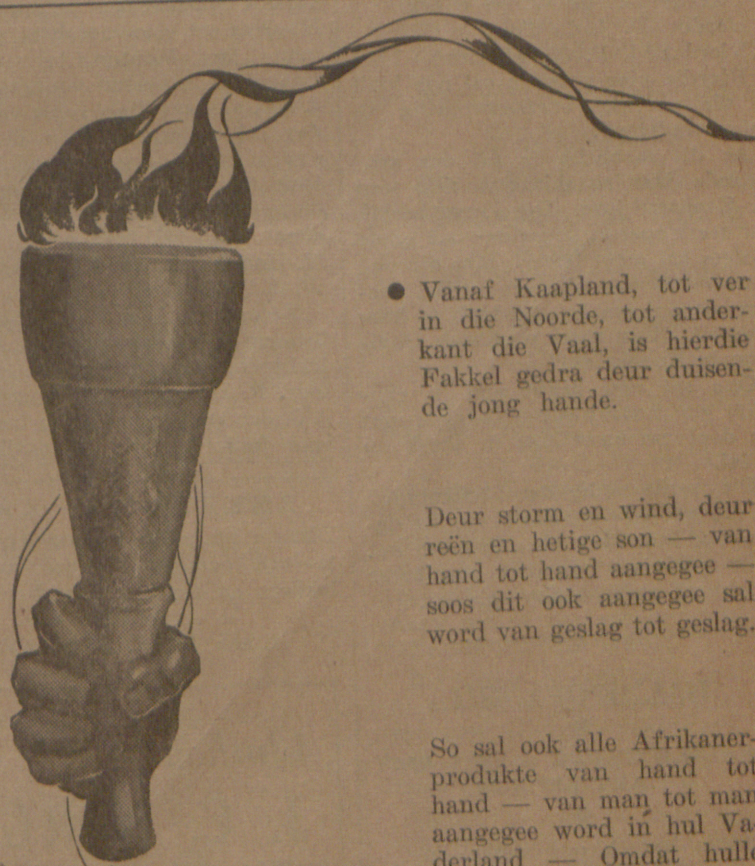 ● Vanaf Kaapland, tot ver
in die Noorde, tot ander-
kant die Vaal, is hierdie
Fakkel gedra deur duisen-
de jong hande.
Deur storm en wind, deur
reën en hetige son — van
hand tot hand aangegee —
soos dit ook aangegee sal
word van geslag tot geslag.
So sal ook alle Afrikaner-
produkte van hand tot
hand — van man tot man
aangegee word in hul Va-
derland — Omdat hulle